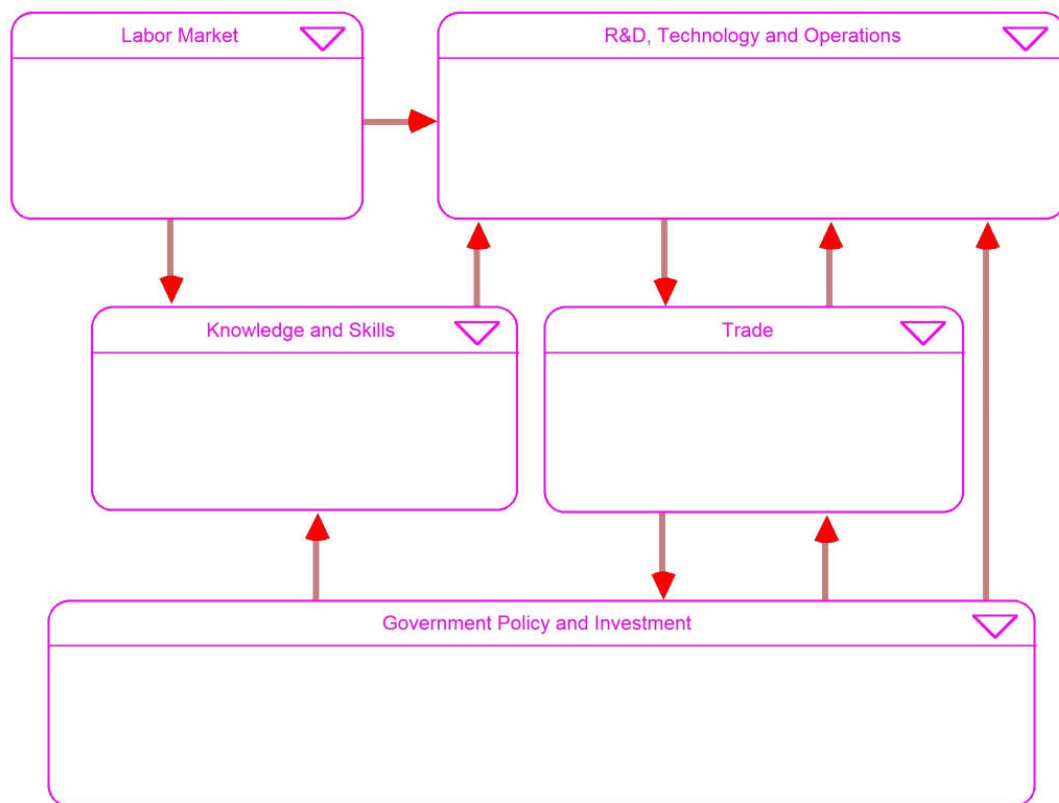 Labor Market
R&D, Technology and Operations
Knowledge and Skills
Trade
Government Policy and Investment